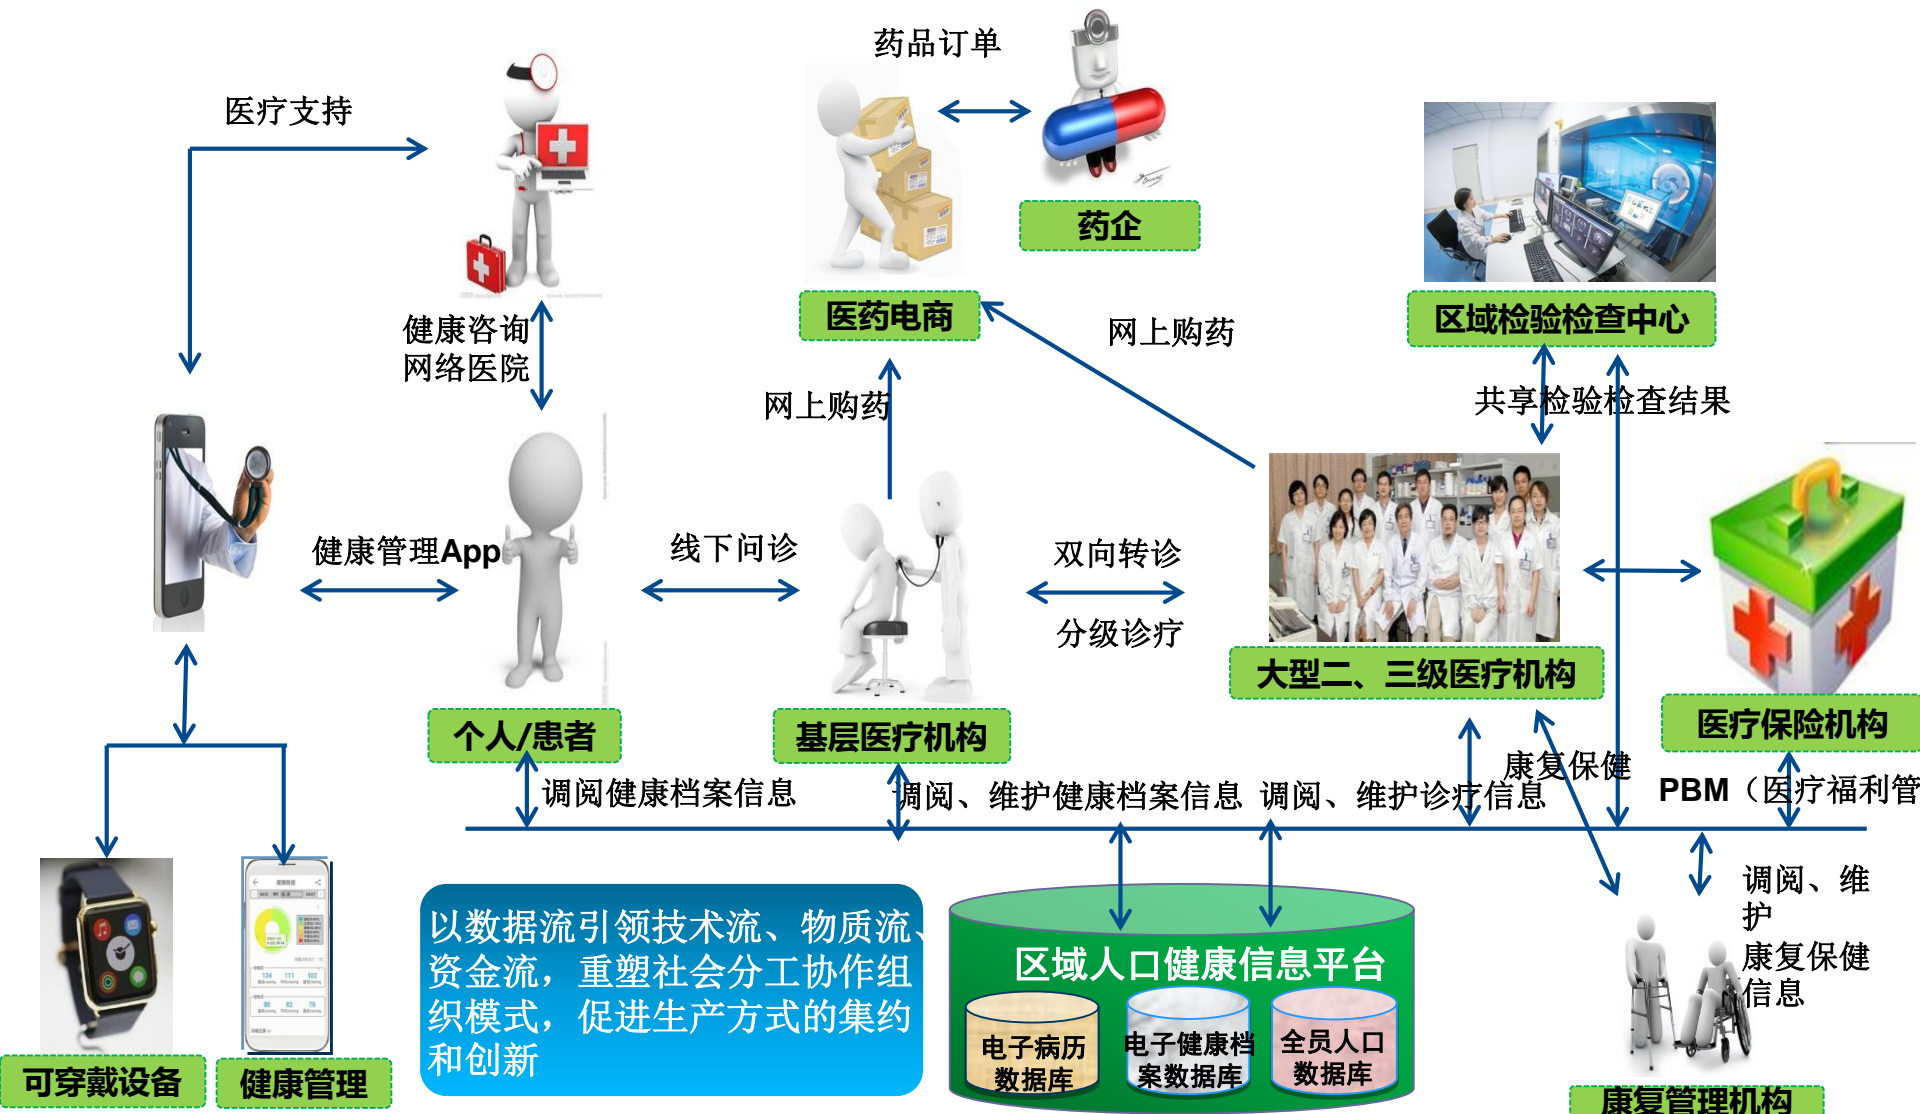 药品订单
医疗支持
药企
医药电商
区域检验检查中心
健康咨询
网络医院
网上购药
网上购药
共享检验检查结果
健康管理App
线下问诊
双向转诊
分级诊疗
大型二、三级医疗机构
个人/患者
基层医疗机构
医疗保险机构
康复保健
调阅健康档案信息
调阅、维护健康档案信息
调阅、维护诊疗信息
PBM（医疗福利管
调阅、维
护
康复保健
信息
以数据流引领技术流、物质流、
资金流，重塑社会分工协作组
织模式，促进生产方式的集约
和创新
区域人口健康信息平台
电子病历
数据库
电子健康档
案数据库
全员人口
数据库
可穿戴设备
健康管理
康复管理机构